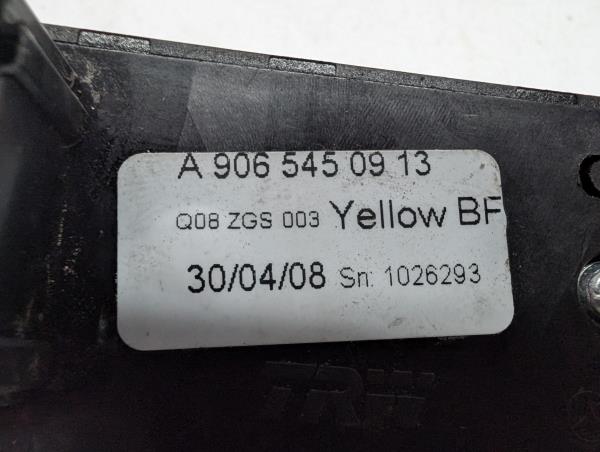 A 906 545 09 13
Q08 ZGS 003 Yellow BF
30/04/08 Sn: 1026293
TRW